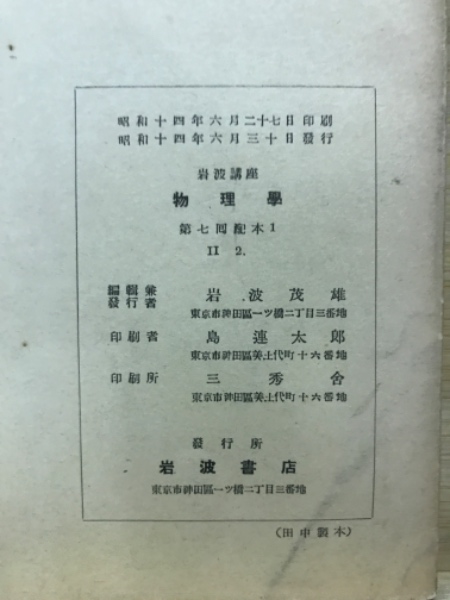 昭和十四年六月二十七日印刷
昭和十四年六月三十日發行
岩波講座
物理學
第七回配本1
II 2.
編輯兼
發行者
岩波茂雄
東京市神田區一ツ橋二丁目三番地
印刷者 島連太郎
東京市神田區美土代町十六番地
印刷所 三秀舍
東京市神田區美土代町十六番地
發行所
岩波書店
東京市神田區一ツ橋二丁目三番地
(田中製本)